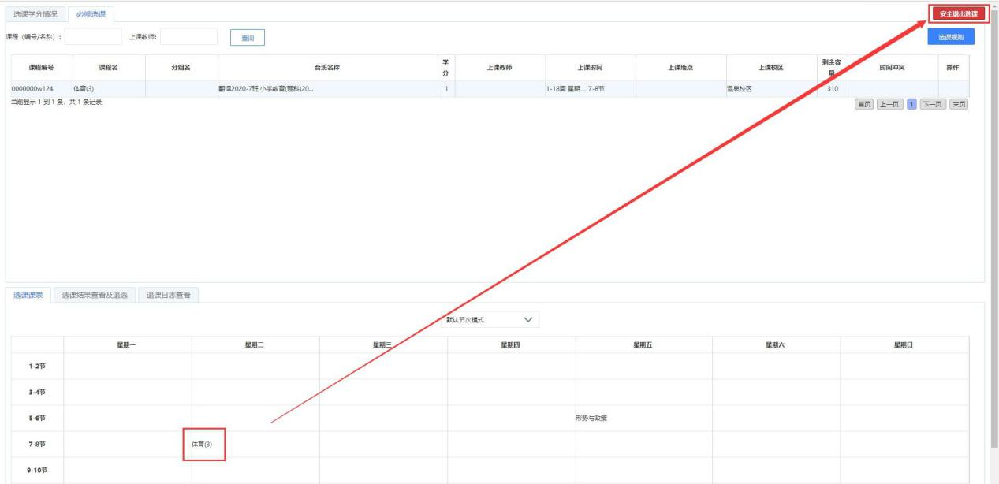 选课学分情况 必修选课 安全退出选课
课程（编号/名称）： 上课教师： 查询 选课规则
课程编号 课程名 分组名 合班名称 学分 上课教师 上课时间 上课地点 上课校区 剩余容量 时间冲突 操作
0000000w124 体育(3) 翻译2020-7班,小学教育(理科)20... 1 1-18周 星期二 7-8节 温泉校区 310
当前显示 1 到 1 条，共 1 条记录 首页 上一页 1 下一页 末页
选课课表 选课结果查看及退选 退课日志查看
默认节次模式
星期一 星期二 星期三 星期四 星期五 星期六 星期日
1-2节
3-4节
5-6节 形势与政策
7-8节 体育(3)
9-10节